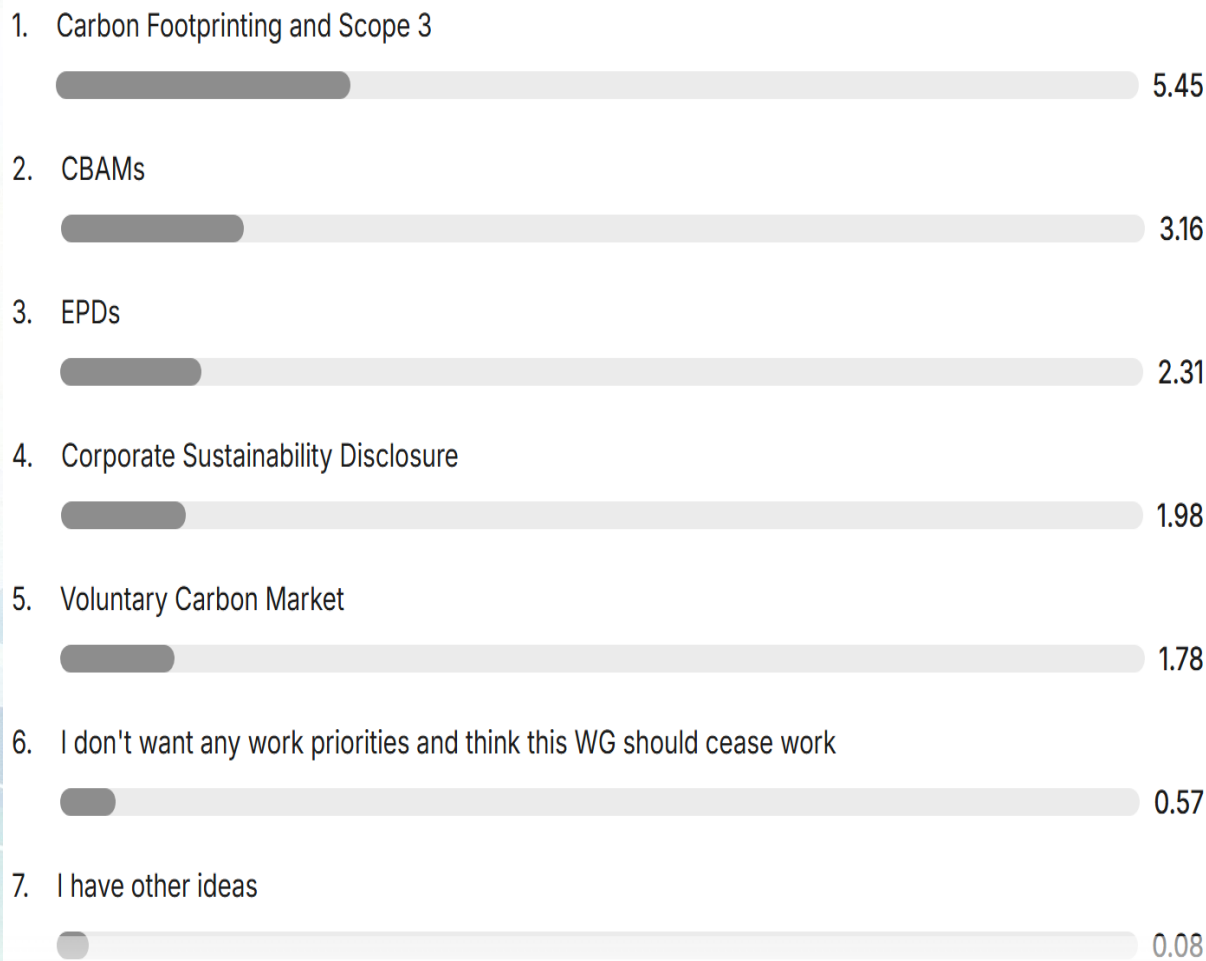 1. Carbon Footprinting and Scope 3
5.45
2. CBAMs
3.16
3. EPDs
2.31
4. Corporate Sustainability Disclosure
1.98
5. Voluntary Carbon Market
1.78
6. I don't want any work priorities and think this WG should cease work
0.57
7. I have other ideas
0.08